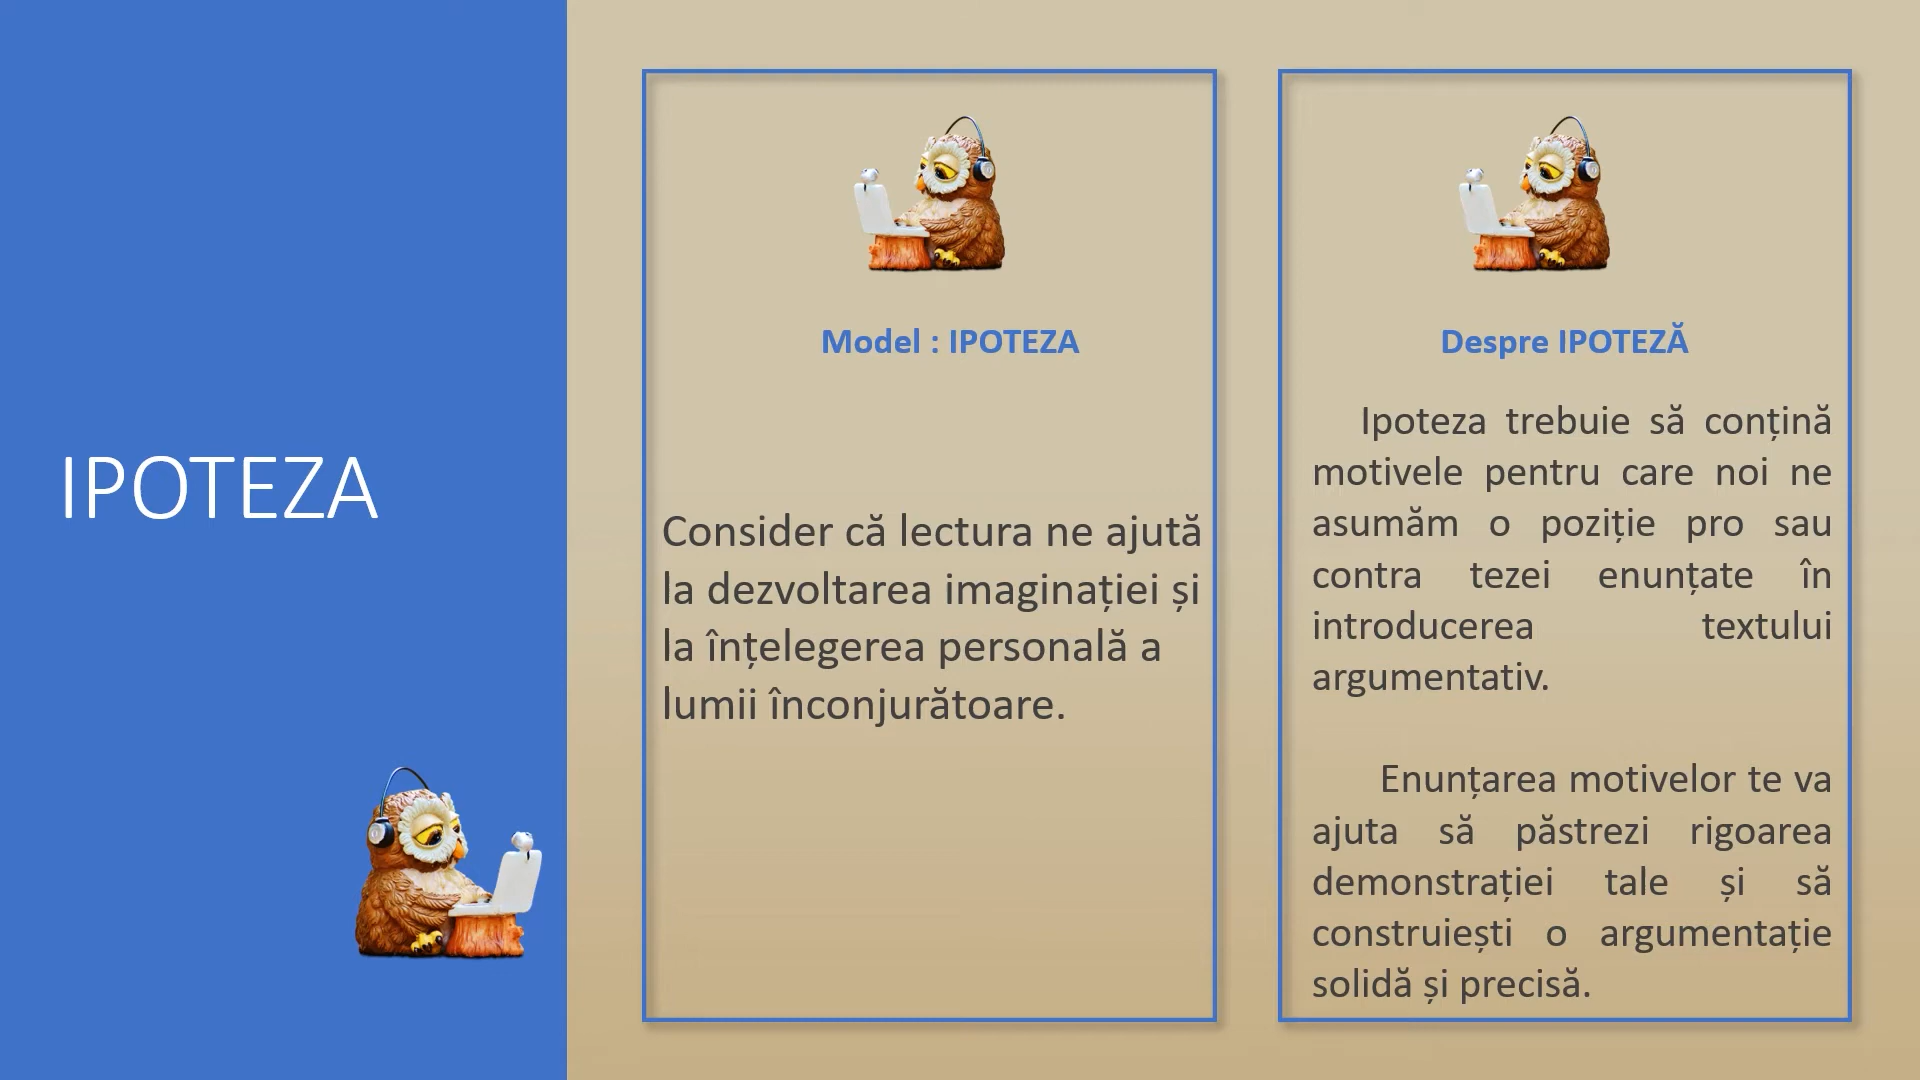 IPOTEZA
Model : IPOTEZA
Consider că lectura ne ajută
la dezvoltarea imaginației și
la înțelegerea personală a
lumii înconjurătoare.
Despre IPOTEZĂ
Ipoteza trebuie să conțină
motivele pentru care noi ne
asumăm o poziție pro sau
contra tezei enunțate în
introducerea textului
argumentativ.
Enunțarea motivelor te va
ajuta să păstrezi rigoarea
demonstrației tale și să
construiești o argumentație
solidă și precisă.